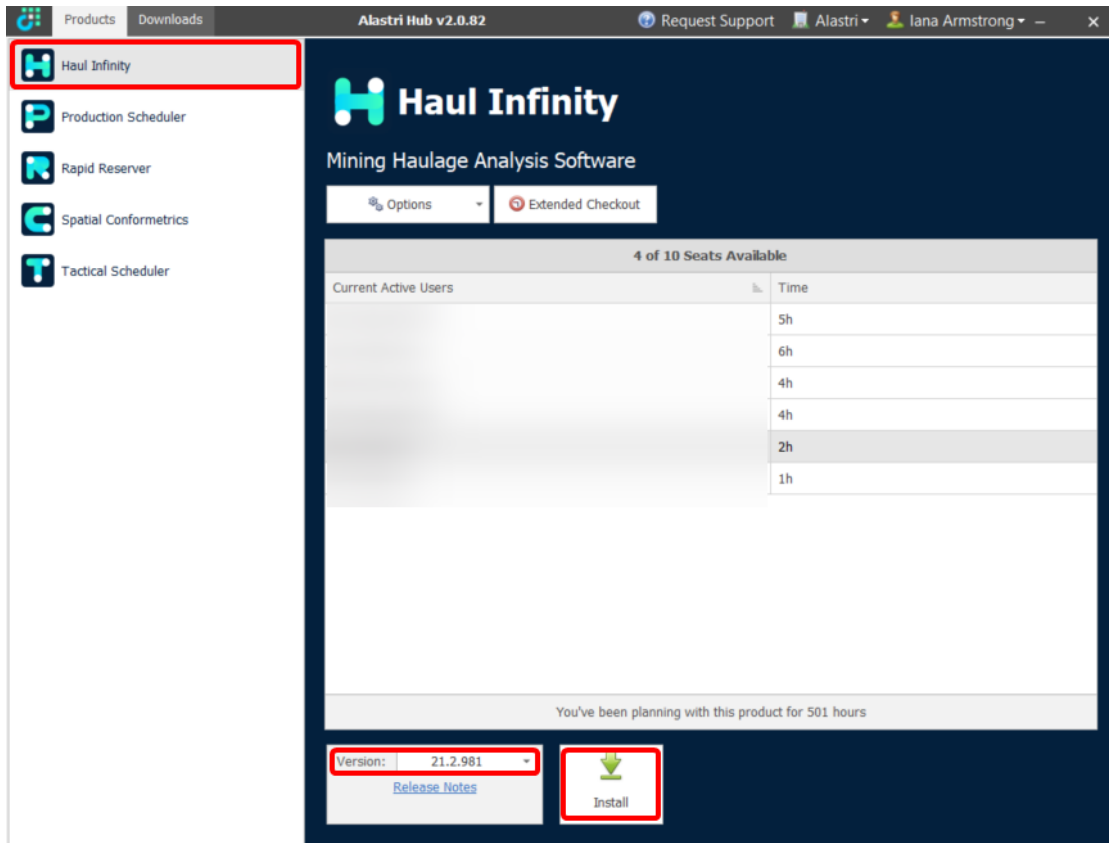 Products Downloads Alastri Hub v2.0.82 Request Support Alastri Iana Armstrong
Haul Infinity
Production Scheduler
Rapid Reserver
Spatial Conformetrics
Tactical Scheduler
Haul Infinity
Mining Haulage Analysis Software
Options Extended Checkout
4 of 10 Seats Available
Current Active Users Time
5h
6h
4h
4h
2h
1h
You've been planning with this product for 501 hours
Version: 21.2.981
Release Notes
Install